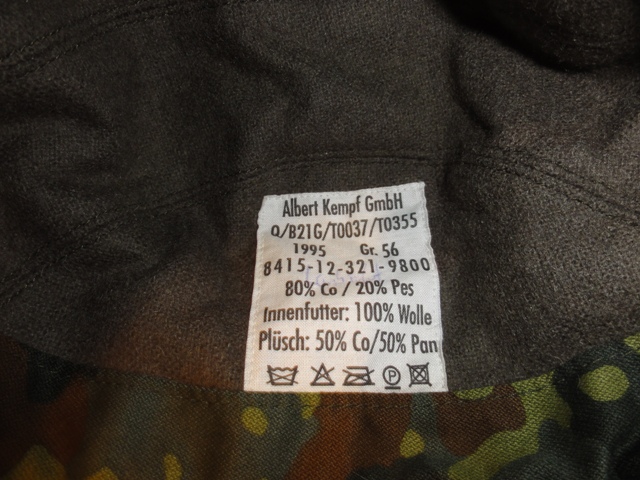 Albert Kempf GmbH
Q/B21G/T0037/T0355
1995 Gr. 56
8415-12-321-9800
80% Co / 20% Pes
Innenfutter: 100% Wolle
Plüsch: 50% Co/50% Pan
P